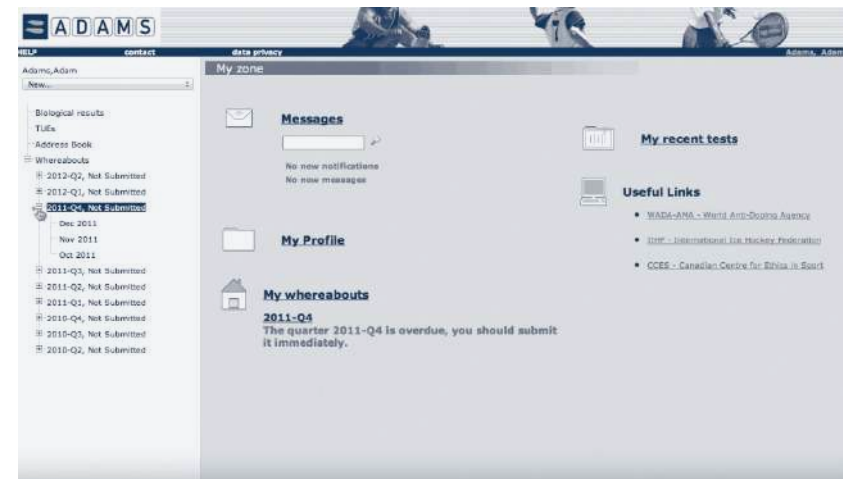 ADAMS
HELP contact data privacy Adams, Adam
Adams,Adam
New...
My zone
Biological results
TUEs
Address Book
Whereabouts
2012-Q2, Not Submitted
2012-Q1, Not Submitted
2011-Q4, Not Submitted
Dec 2011
Nov 2011
Oct 2011
2011-Q3, Not Submitted
2011-Q2, Not Submitted
2011-Q1, Not Submitted
2010-Q4, Not Submitted
2010-Q3, Not Submitted
2010-Q2, Not Submitted
Messages
No new notifications
No new messages
My Profile
My whereabouts
2011-Q4
The quarter 2011-Q4 is overdue, you should submit
it immediately.
My recent tests
Useful Links
WADA-AMA - World Anti-Doping Agency
IIHF - International Ice Hockey Federation
CCES - Canadian Centre for Ethics in Sport